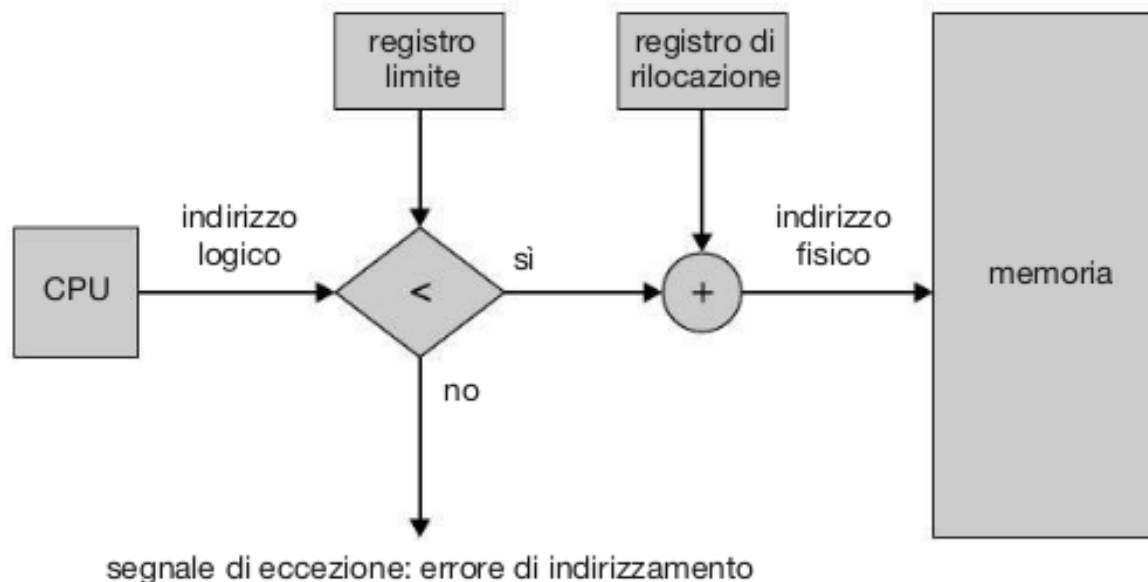 registro
limite
registro di
rilocazione
indirizzo
logico
indirizzo
fisico
CPU
<
sì
+
memoria
no
segnale di eccezione: errore di indirizzamento